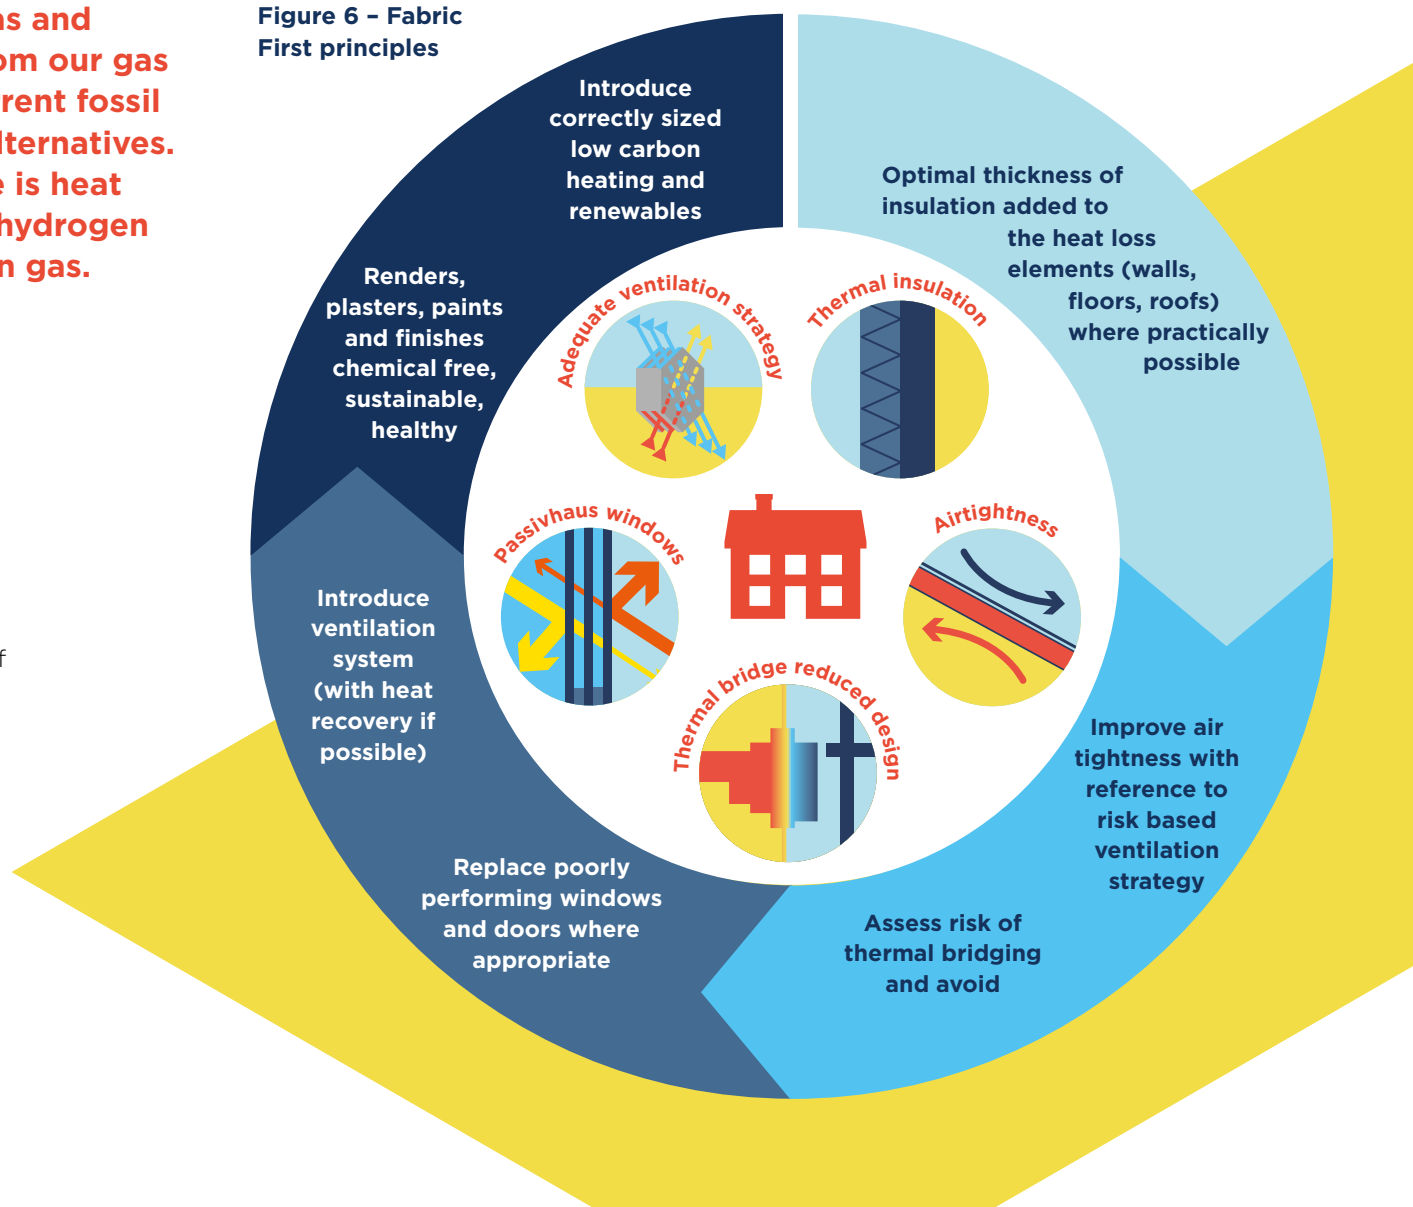 as and
om our gas
rent fossil
lternatives.
e is heat
hydrogen
n gas.
f
Figure 6 – Fabric
First principles
Optimal thickness of
insulation added to
the heat loss
elements (walls,
floors, roofs)
where practically
possible
Improve air
tightness with
reference to
risk based
ventilation
strategy
Assess risk of
thermal bridging
and avoid
Replace poorly
performing windows
and doors where
appropriate
Introduce
ventilation
system
(with heat
recovery if
possible)
Renders,
plasters, paints
and finishes
chemical free,
sustainable,
healthy
Introduce
correctly sized
low carbon
heating and
renewables
Adequate ventilation strategy
Thermal insulation
Passivhaus windows
Airtightness
Thermal bridge reduced design